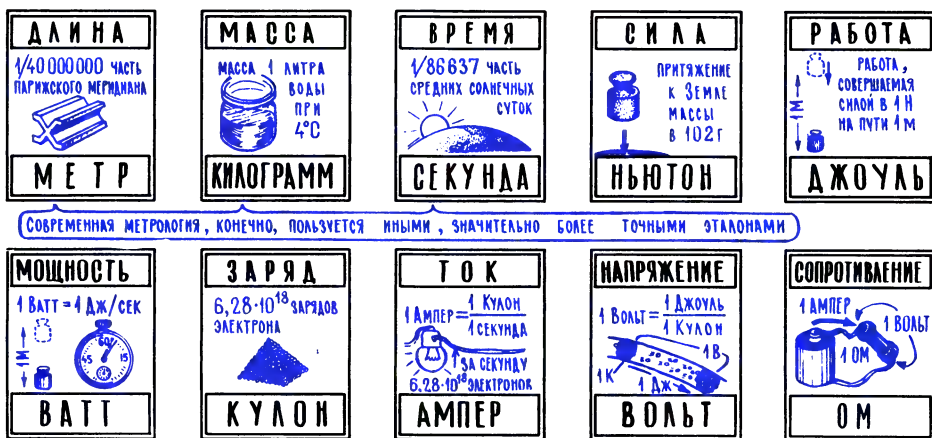 ДЛИНА
1/40 000 000 ЧАСТЬ
ПАРИЖСКОГО МЕРИДИАНА
МЕТР
МАССА
МАССА 1 ЛИТРА
ВОДЫ
ПРИ
4°C
КИЛОГРАММ
ВРЕМЯ
1/86637 ЧАСТЬ
СРЕДНИХ СОЛНЕЧНЫХ
СУТОК
СЕКУНДА
СИЛА
ПРИТЯЖЕНИЕ
К ЗЕМЛЕ
МАССЫ
В 102 Г
НЬЮТОН
РАБОТА
1М
РАБОТА,
СОВЕРШАЕМАЯ
СИЛОЙ В 1 Н
НА ПУТИ 1 М
ДЖОУЛЬ
СОВРЕМЕННАЯ МЕТРОЛОГИЯ, КОНЕЧНО, ПОЛЬЗУЕТСЯ ИНЫМИ, ЗНАЧИТЕЛЬНО БОЛЕЕ ТОЧНЫМИ ЭТАЛОНАМИ
МОЩНОСТЬ
1 ВАТТ = 1 ДЖ/СЕК
1М
60
45
15
ВАТТ
ЗАРЯД
6,28·10¹⁸ ЗАРЯДОВ
ЭЛЕКТРОНА
КУЛОН
ТОК
1 АМПЕР = 1 КУЛОН
1 СЕКУНДА
ЗА СЕКУНДУ
6,28·10¹⁸ ЭЛЕКТРОНОВ
АМПЕР
НАПРЯЖЕНИЕ
1 ВОЛЬТ = 1 ДЖОУЛЬ
1 КУЛОН
1В
1К
1 ДЖ
ВОЛЬТ
СОПРОТИВЛЕНИЕ
1 АМПЕР
1 ВОЛЬТ
1 ОМ
ОМ